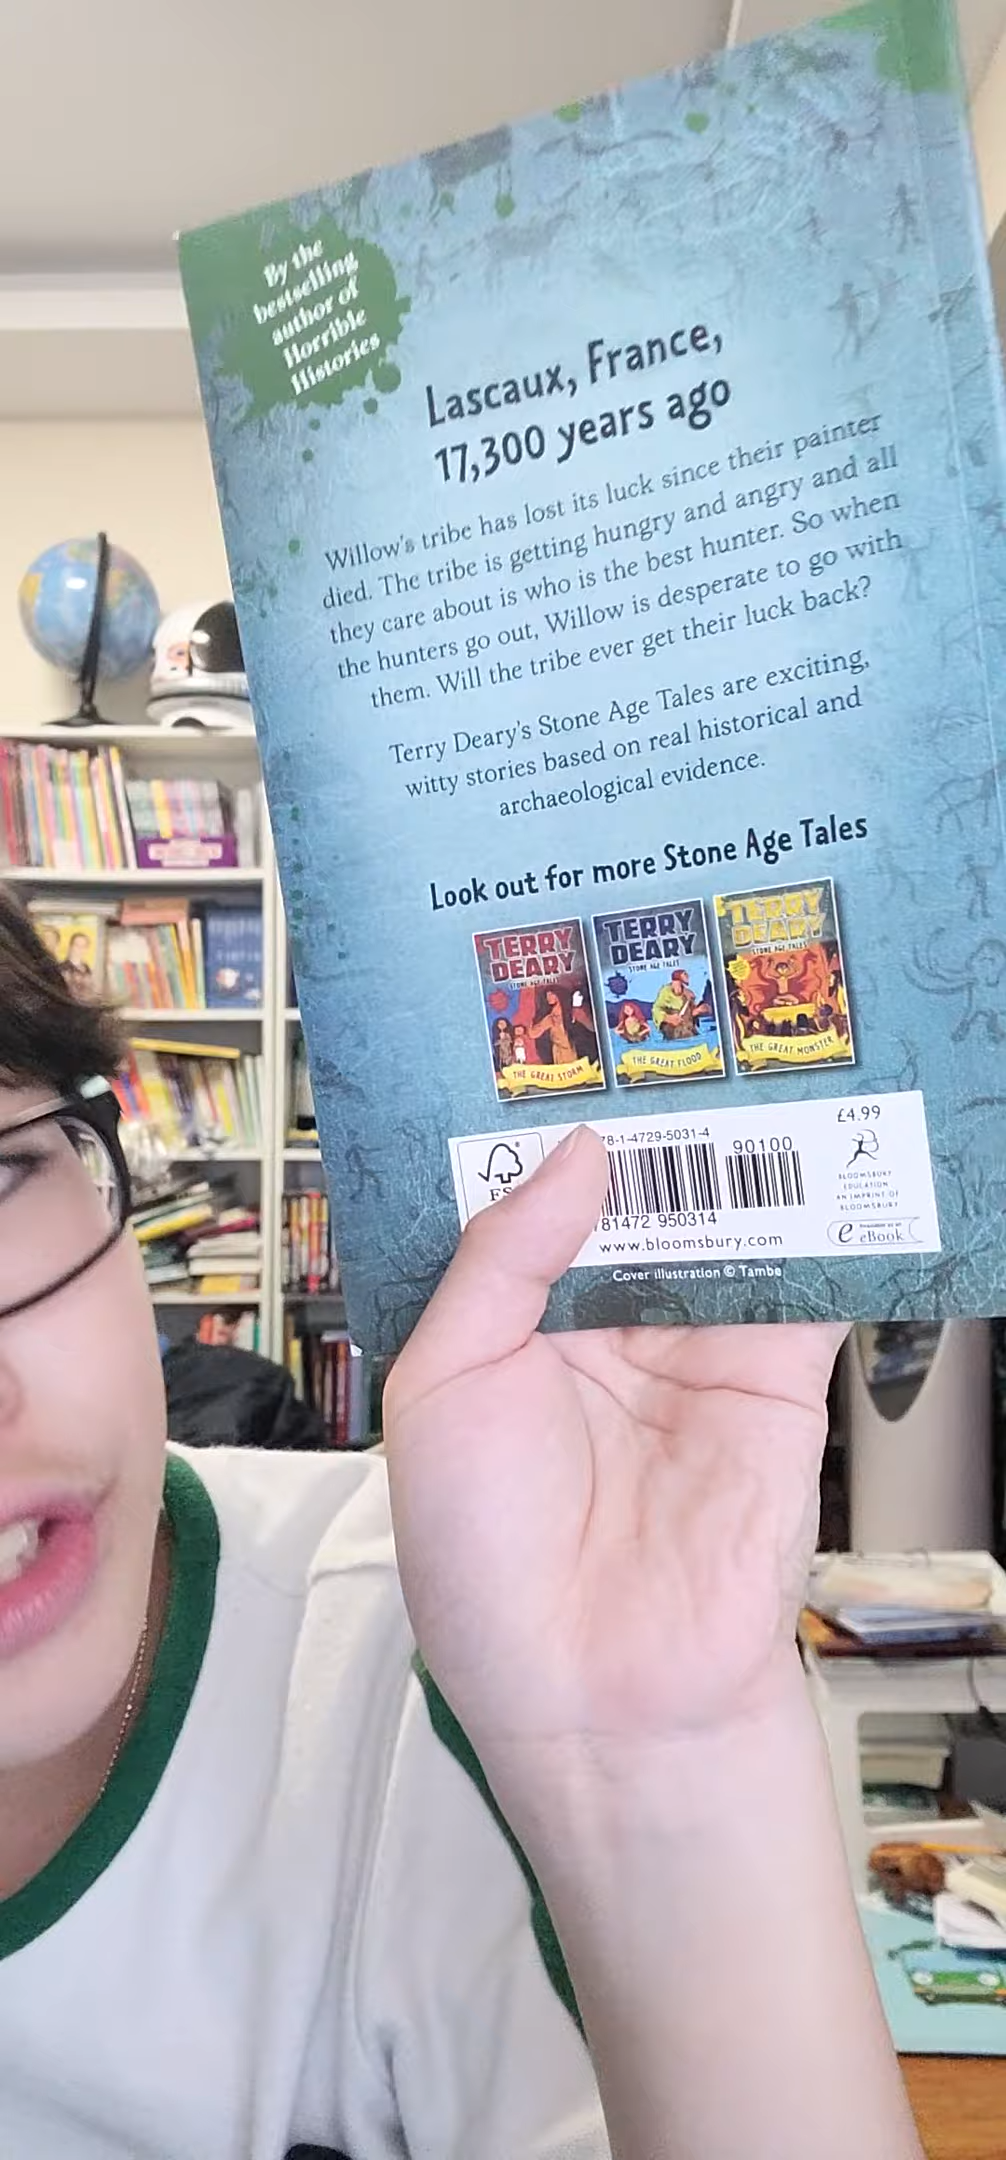 By the
bestselling
author of
Horrible
Histories
Lascaux, France,
17,300 years ago
Willow's tribe has lost its luck since their painter
died. The tribe is getting hungry and angry and all
they care about is who is the best hunter. So when
the hunters go out, Willow is desperate to go with
them. Will the tribe ever get their luck back?
Terry Deary's Stone Age Tales are exciting,
witty stories based on real historical and
archaeological evidence.
Look out for more Stone Age Tales
TERRY
DEARY
STONE AGE TALES
THE GREAT STORM
TERRY
DEARY
STONE AGE TALES
THE GREAT FLOOD
TERRY
DEARY
STONE AGE TALES
THE GREAT MONSTER
£4.99
78-1-4729-5031-4
90100
FS
81472 950314
BLOOMSBURY
EDUCATION
AN IMPRINT OF
BLOOMSBURY
www.bloomsbury.com
Available as an
eBook
Cover illustration © Tambe